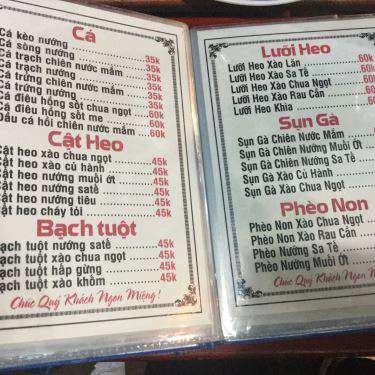 Cá
Cá kèo nướng 35k
Cá sòng nướng 35k
Cá trạch chiên nước mắm 35k
Cá trạch nướng 35k
Cá trứng chiên nước mắm 35k
Cá trứng nướng 35k
Cá điêu hồng sốt chua ngọt 60k
Cá điêu hồng sốt me 60k
Đầu cá hồi chiên nước mắm 60k
Cật Heo
Cật heo xào chua ngọt 45k
Cật heo xào củ hành 45k
Cật heo nướng muối ớt 45k
Cật heo nướng satế 45k
Cật heo nướng tiêu 45k
Cật heo cháy tỏi 45k
Bạch tuột
Bạch tuột nướng satế 45k
Bạch tuột xào chua ngọt 45k
Bạch tuột hấp gừng 45k
Bạch tuột xào khồm 45k
Chúc Quý Khách Ngon Miệng!
Lưỡi Heo
Lưỡi Heo Xào Lăn 60k
Lưỡi Heo Xào Sa Tế 60k
Lưỡi Heo Xào Chua Ngọt 60k
Lưỡi Heo Xào Rau Cần 60k
Lưỡi Heo Khìa
Sụn Gà
Sụn Gà Chiên Nước Mắm
Sụn Gà Chiên Nướng Muối Ớt
Sụn Gà Chiên Nướng Sa Tế
Sụn Gà Xào Củ Hành
Sụn Gà Xào Chua Ngọt
Phèo Non
Phèo Non Xào Chua Ngọt
Phèo Non Xào Rau Cần
Phèo Nướng Sa Tế
Phèo Nướng Muối Ớt
Chúc Quý Khách Ngon